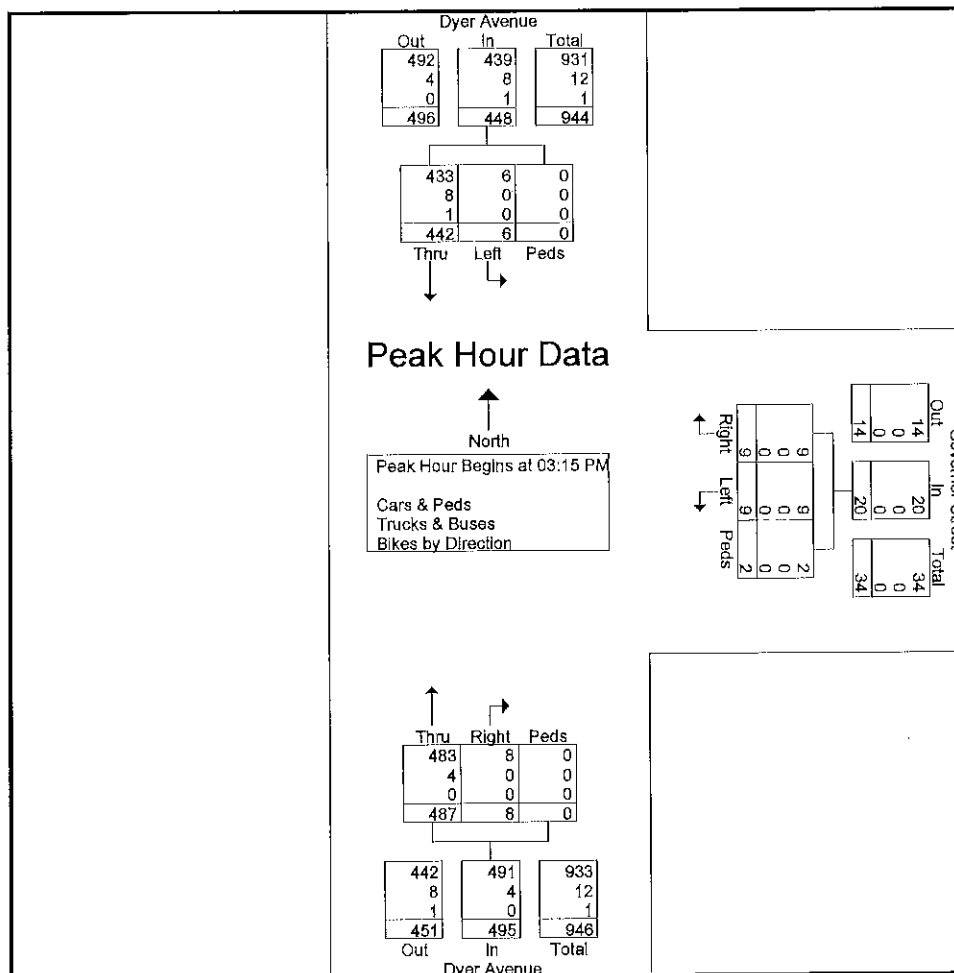 Dyer Avenue
Out In Total
492 439 931
4 8 12
0 1 1
496 448 944
433 6 0
8 0 0
1 0 0
442 6 0
Thru Left Peds
Peak Hour Data
North
Peak Hour Begins at 03:15 PM
Cars & Peds
Trucks & Buses
Bikes by Direction
Out In Total
14 20 34
0 0 0
0 0 0
14 20 34
9 9 2
0 0 0
0 0 0
9 9 2
Right Left Peds
Thru Right Peds
483 8 0
4 0 0
0 0 0
487 8 0
442 491 933
8 4 12
1 0 1
451 495 946
Out In Total
Dyer Avenue